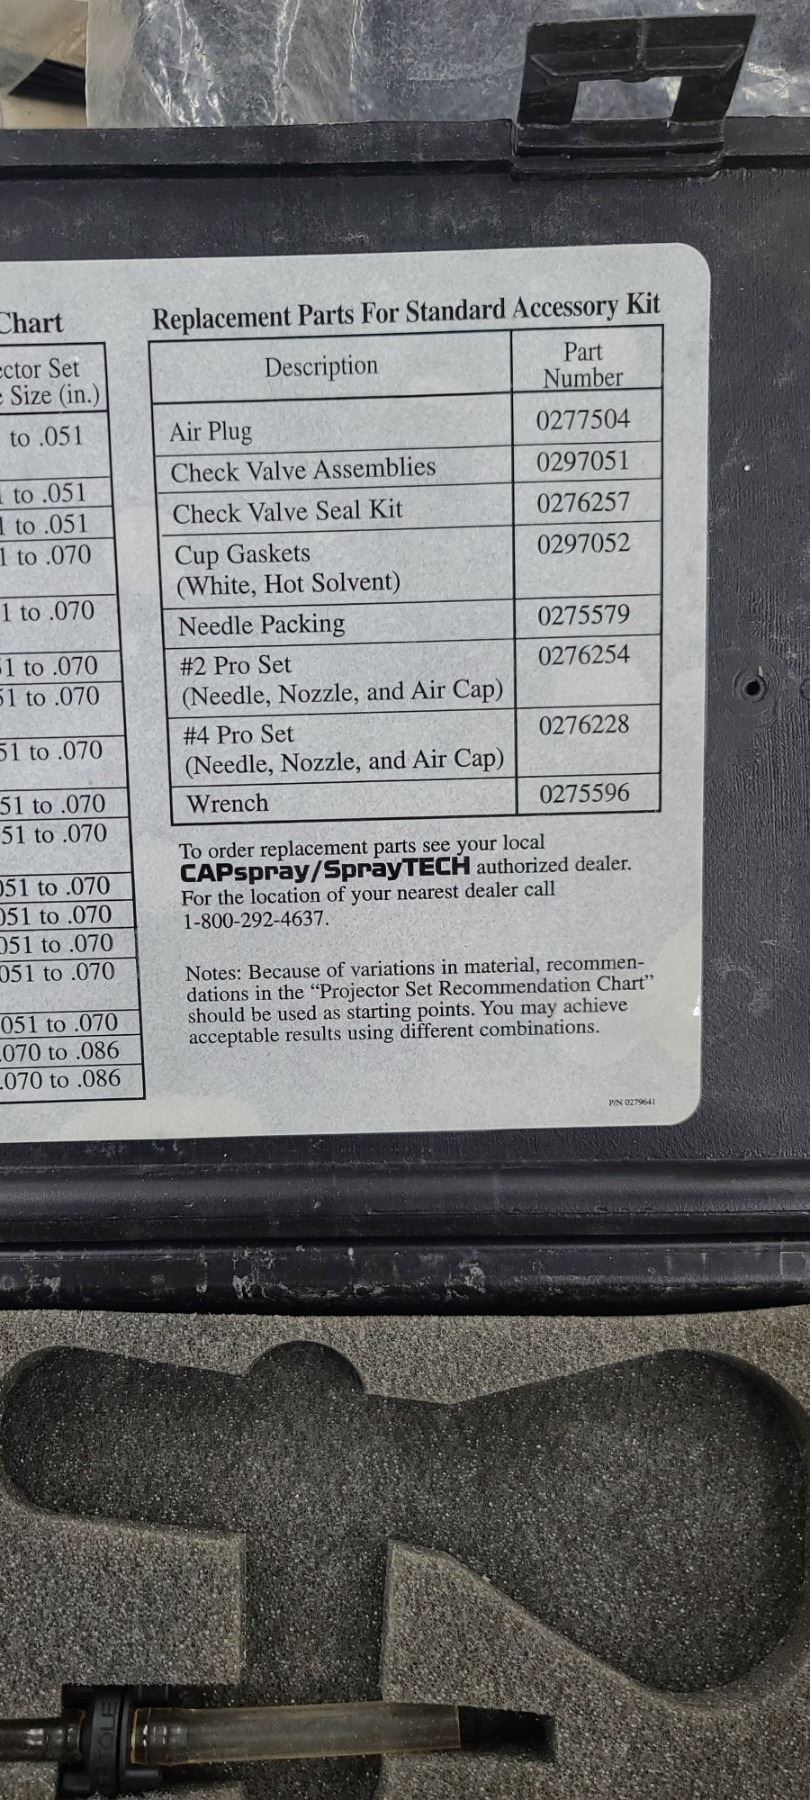 Chart
ector Set
Size (in.)
to .051
to .051
1 to .051
1 to .070
1 to .070
51 to .070
51 to .070
51 to .070
51 to .070
51 to .070
051 to .070
051 to .070
051 to .070
051 to .070
051 to .070
.070 to .086
.070 to .086
Replacement Parts For Standard Accessory Kit
Description Part Number
Air Plug 0277504
Check Valve Assemblies 0297051
Check Valve Seal Kit 0276257
Cup Gaskets 0297052
(White, Hot Solvent)
Needle Packing 0275579
#2 Pro Set 0276254
(Needle, Nozzle, and Air Cap)
#4 Pro Set 0276228
(Needle, Nozzle, and Air Cap)
Wrench 0275596
To order replacement parts see your local
CAPspray/SprayTECH authorized dealer.
For the location of your nearest dealer call
1-800-292-4637.
Notes: Because of variations in material, recommen-
dations in the “Projector Set Recommendation Chart”
should be used as starting points. You may achieve
acceptable results using different combinations.
P/N 0279641